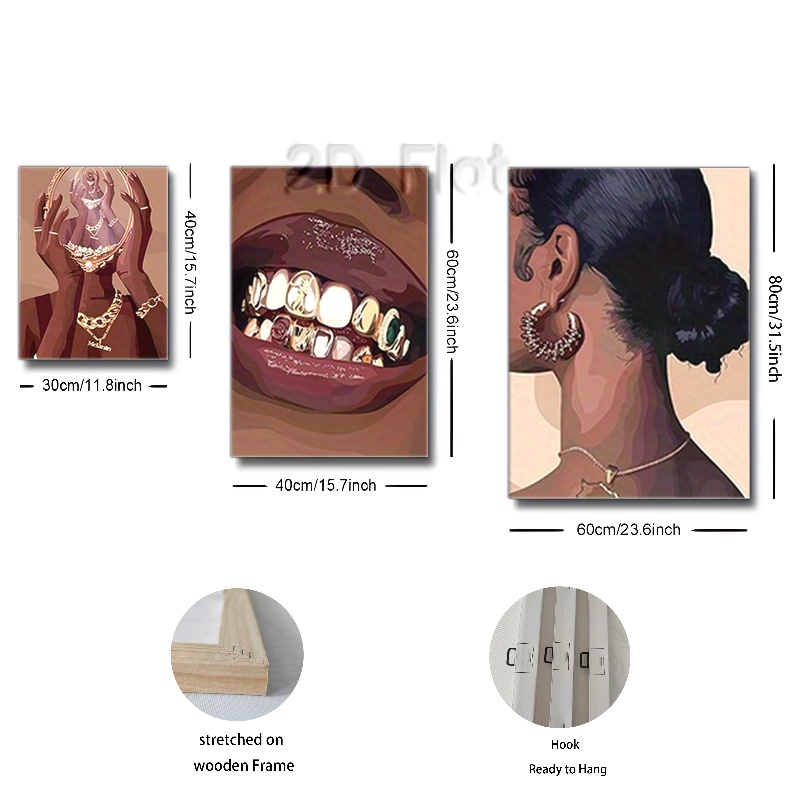 2D Flat
40cm/15.7inch
30cm/11.8inch
60cm/23.6inch
40cm/15.7inch
80cm/31.5inch
60cm/23.6inch
Melanin
stretched on
wooden Frame
Hook
Ready to Hang